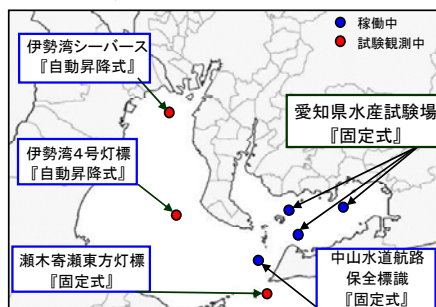 稼働中
試験観測中
伊勢湾シーバース
『自動昇降式』
愛知県水産試験場
『固定式』
伊勢湾4号灯標
『自動昇降式』
瀬木寄瀬東方灯標
『固定式』
中山水道航路
保全標識
『固定式』